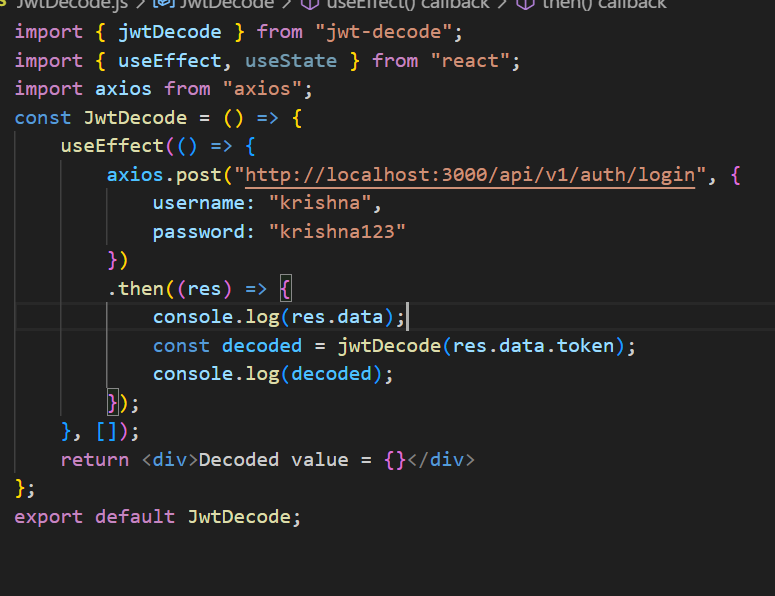 JwtDecode.js > JwtDecode > useEffect() callback > then() callback
import { jwtDecode } from "jwt-decode";
import { useEffect, useState } from "react";
import axios from "axios";
const JwtDecode = () => {
    useEffect(() => {
        axios.post("http://localhost:3000/api/v1/auth/login", {
            username: "krishna",
            password: "krishna123"
        })
        .then((res) => {
            console.log(res.data);
            const decoded = jwtDecode(res.data.token);
            console.log(decoded);
        });
    }, []);
    return <div>Decoded value = {}</div>
};
export default JwtDecode;